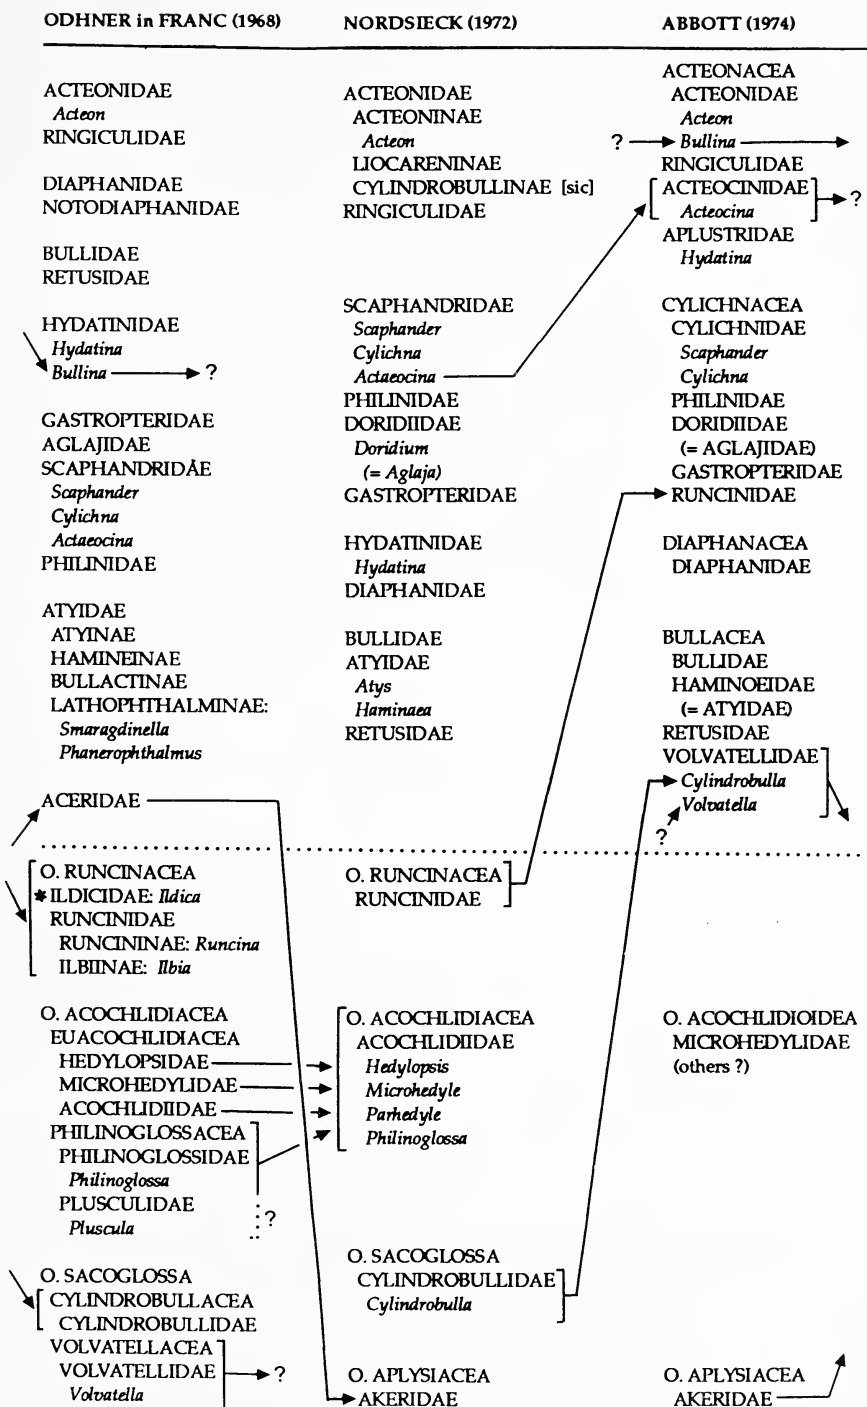 ODHNER in FRANC (1968)
ACTEONIDAE
Acteon
RINGICULIDAE
DIAPHANIDAE
NOTODIAPHANIDAE
BULLIDAE
RETUSIDAE
HYDATINIDAE
Hydatina
Bullina ?
GASTROPTERIDAE
AGLAJIDAE
SCAPHANDRIDAE
Scaphander
Cylichna
Actaeocina
PHILINIDAE
ATYIDAE
ATYINAE
HAMINEINAE
BULLACTINAE
LATHOPHTHALMINAE:
Smaragdinella
Phanerophthalmus
ACERIDAE
O. RUNCINACEA
* ILDICIDAE: Ildica
RUNCINIDAE
RUNCININAE: Runcina
ILBIINAE: Ilbia
O. ACOCHLIDIACEA
EUACOCHLIDIACEA
HEDYLOPSIDAE
MICROHEDYLIDAE
ACOCHLIDIIDAE
PHILINOGLOSSACEA
PHILINOGLOSSIDAE
Philinoglossa
PLUSCULIDAE
?
Pluscula
O. SACOGLOSSA
CYLINDROBULLACEA
CYLINDROBULLIDAE
VOLVATELLACEA
VOLVATELLIDAE ?
Volvatella
NORDSIECK (1972)
ACTEONIDAE
ACTEONINAE
Acteon
LIOCARENINAE
CYLINDROBULLINAE [sic]
RINGICULIDAE
SCAPHANDRIDAE
Scaphander
Cylichna
Actaeocina
PHILINIDAE
DORIDIIDAE
Doridium
(= Aglaja)
GASTROPTERIDAE
HYDATINIDAE
Hydatina
DIAPHANIDAE
BULLIDAE
ATYIDAE
Atys
Haminaea
RETUSIDAE
O. RUNCINACEA
RUNCINIDAE
O. ACOCHLIDIACEA
ACOCHLIDIIDAE
Hedylopsis
Microhedyle
Parhedyle
Philinoglossa
O. SACOGLOSSA
CYLINDROBULLIDAE
Cylindrobulla
O. APLYSIACEA
AKERIDAE
ABBOTT (1974)
ACTEONACEA
ACTEONIDAE
Acteon
? Bullina
RINGICULIDAE
ACTEOCINIDAE ?
Acteocina
APLUSTRIDAE
Hydatina
CYLICHNACEA
CYLICHNIDAE
Scaphander
Cylichna
PHILINIDAE
DORIDIIDAE
(= AGLAJIDAE)
GASTROPTERIDAE
RUNCINIDAE
DIAPHANACEA
DIAPHANIDAE
BULLACEA
BULLIDAE
HAMINOEIDAE
(= ATYIDAE)
RETUSIDAE
VOLVATELLIDAE
Cylindrobulla
Volvatella
?
O. ACOCHLIDIOIDEA
MICROHEDYLIDAE
(others ?)
O. APLYSIACEA
AKERIDAE